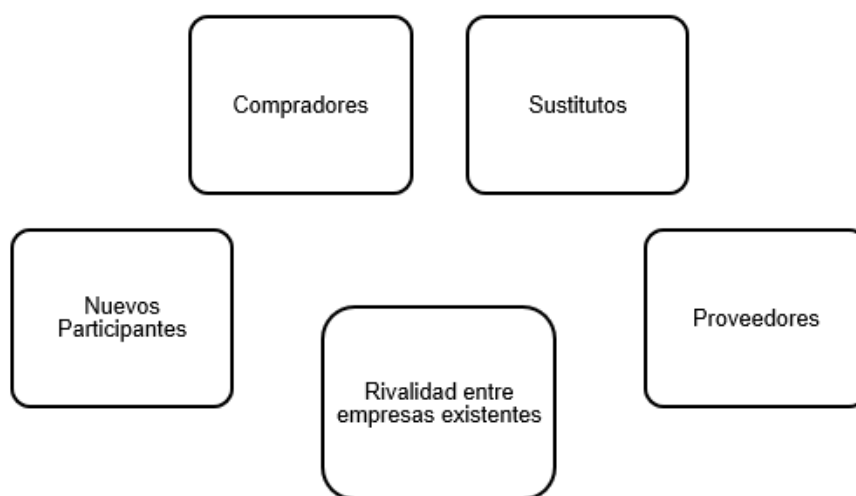 Compradores
Sustitutos
Nuevos
Participantes
Proveedores
Rivalidad entre
empresas existentes